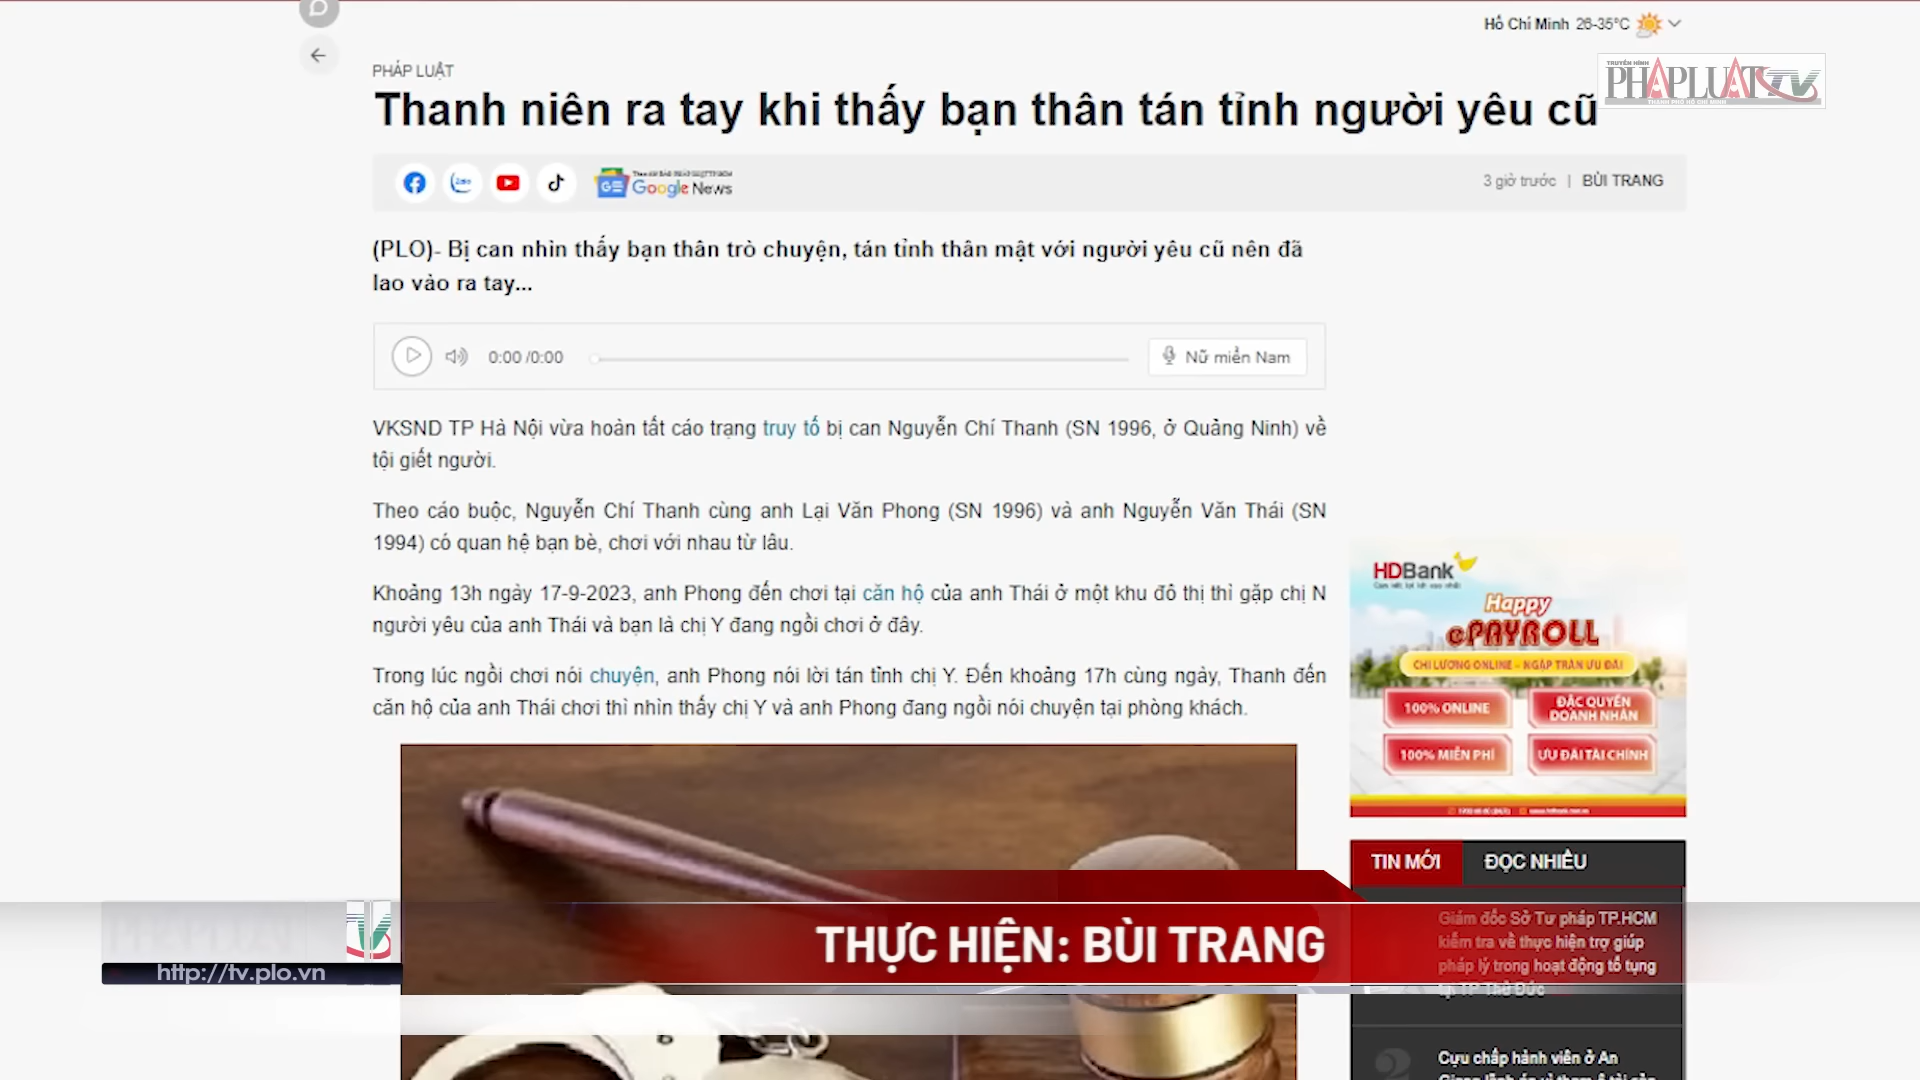 Hồ Chí Minh 26-35°C
TRUYỀN HÌNH
PHAPLUAT TV
THÀNH PHỐ HỒ CHÍ MINH
PHÁP LUẬT
Thanh niên ra tay khi thấy bạn thân tán tỉnh người yêu cũ
Zalo
Google News
3 giờ trước | BÙI TRANG
(PLO)- Bị can nhìn thấy bạn thân trò chuyện, tán tỉnh thân mật với người yêu cũ nên đã
lao vào ra tay...
0:00 /0:00
Nữ miền Nam
VKSND TP Hà Nội vừa hoàn tất cáo trạng truy tố bị can Nguyễn Chí Thanh (SN 1996, ở Quảng Ninh) về
tội giết người.
Theo cáo buộc, Nguyễn Chí Thanh cùng anh Lại Văn Phong (SN 1996) và anh Nguyễn Văn Thái (SN
1994) có quan hệ bạn bè, chơi với nhau từ lâu.
Khoảng 13h ngày 17-9-2023, anh Phong đến chơi tại căn hộ của anh Thái ở một khu đô thị thì gặp chị N
người yêu của anh Thái và bạn là chị Y đang ngồi chơi ở đây.
Trong lúc ngồi chơi nói chuyện, anh Phong nói lời tán tỉnh chị Y. Đến khoảng 17h cùng ngày, Thanh đến
căn hộ của anh Thái chơi thì nhìn thấy chị Y và anh Phong đang ngồi nói chuyện tại phòng khách.
HDBank
Happy
ePAYROLL
CHI LƯƠNG ONLINE - NGẬP TRÀN ƯU ĐÃI
100% ONLINE
ĐẶC QUYỀN
DOANH NHÂN
100% MIỄN PHÍ
ƯU ĐÃI TÀI CHÍNH
TIN MỚI
ĐỌC NHIỀU
Giám đốc Sở Tư pháp TP.HCM
kiểm tra về thực hiện trợ giúp
pháp lý trong hoạt động tố tụng
tại TP Thủ Đức
2
Cựu chấp hành viên ở An
THỰC HIỆN: BÙI TRANG
http://tv.plo.vn